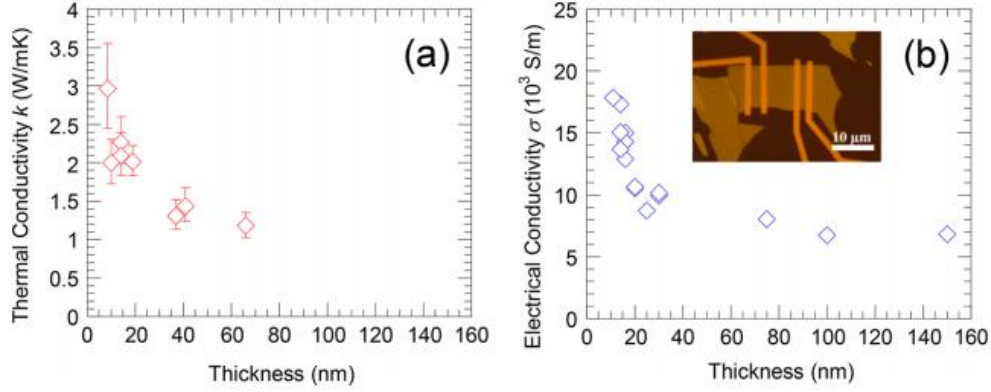 4
3.5
3
2.5
2
1.5
1
0.5
0
0 20 40 60 80 100 120 140 160
Thickness (nm)
Thermal Conductivity k (W/mK)
(a)
25
20
15
10
5
0
0 20 40 60 80 100 120 140 160
Thickness (nm)
Electrical Conductivity σ (10³ S/m)
(b)
10 μm